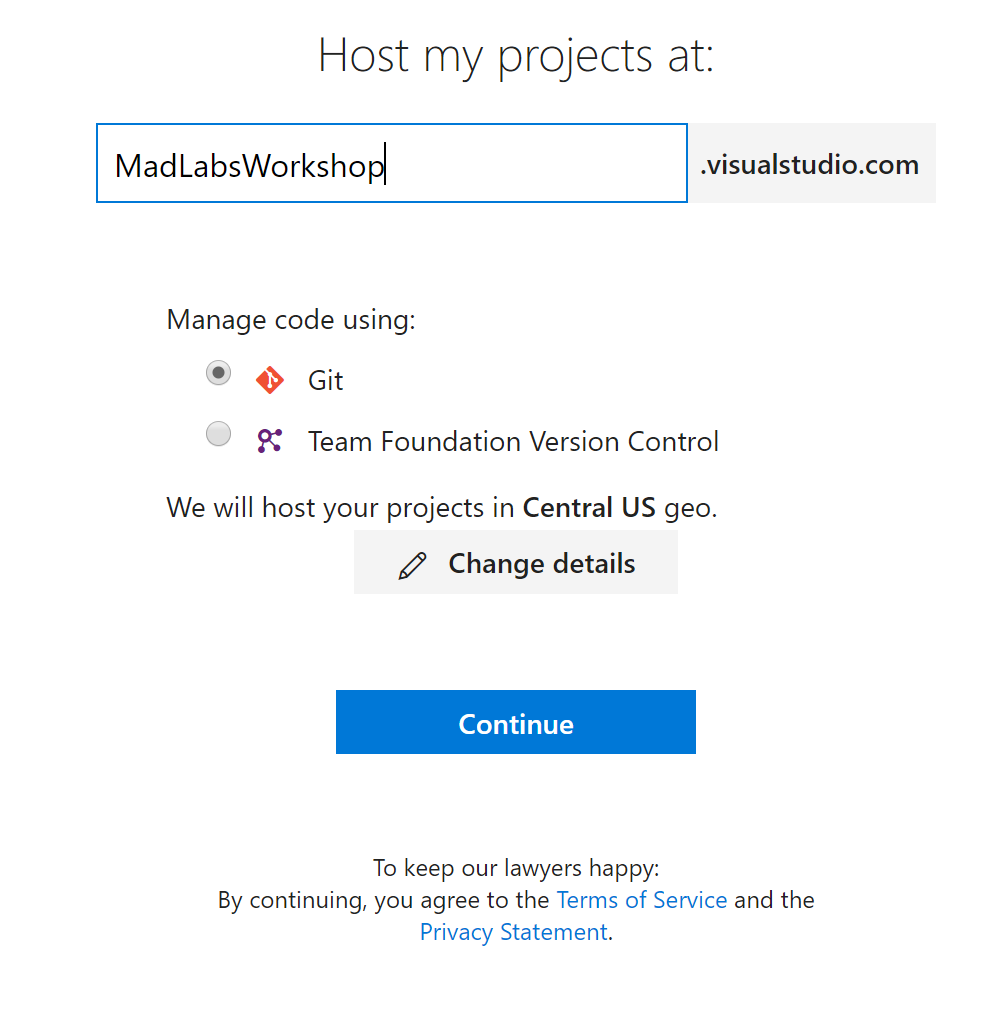 Host my projects at:
MadLabsWorkshop .visualstudio.com
Manage code using:
Git
Team Foundation Version Control
We will host your projects in Central US geo.
Change details
Continue
To keep our lawyers happy:
By continuing, you agree to the Terms of Service and the
Privacy Statement.